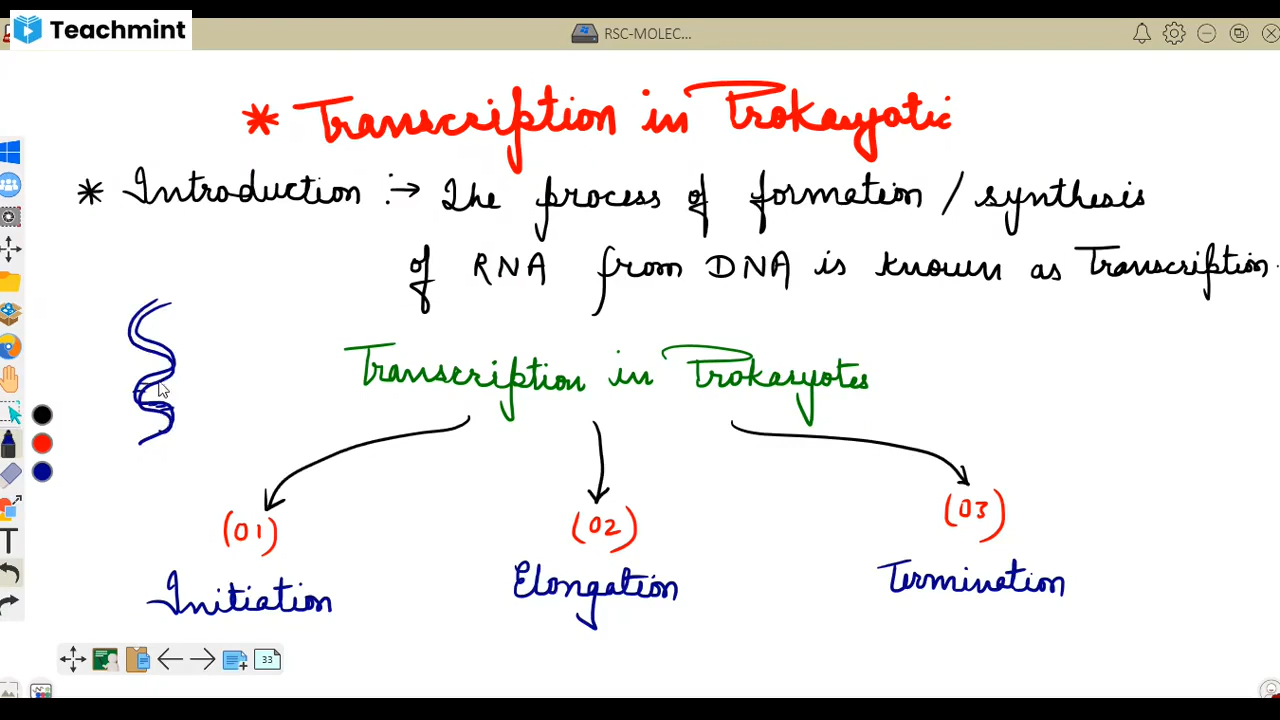 Teachmint
RSC-MOLEC...
* Transcription in Prokaryotic
* Introduction :→ The process of formation / synthesis
of RNA from DNA is known as Transcription.
Transcription in Prokaryotes
(01)
(02)
(03)
Initiation
Elongation
Termination
T
33